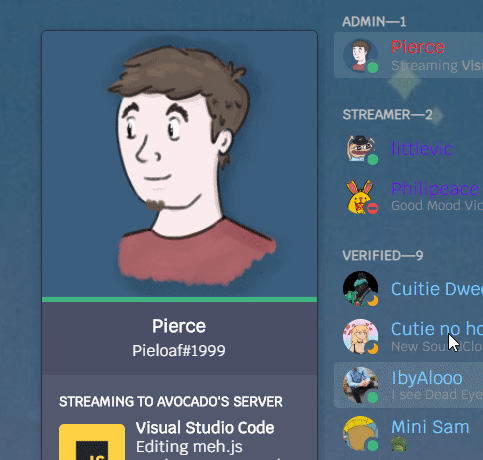 ADMIN—1
Pierce
Streaming Visu
STREAMER—2
littlevic
Philipeace
Good Mood Vid
VERIFIED—9
Cuitie Dwe
Cutie no ho
New SoundClo
IbyAlooo
I see Dead Eye
Mini Sam
Pierce
Pieloaf#1999
STREAMING TO AVOCADO'S SERVER
Visual Studio Code
Editing meh.js
JS